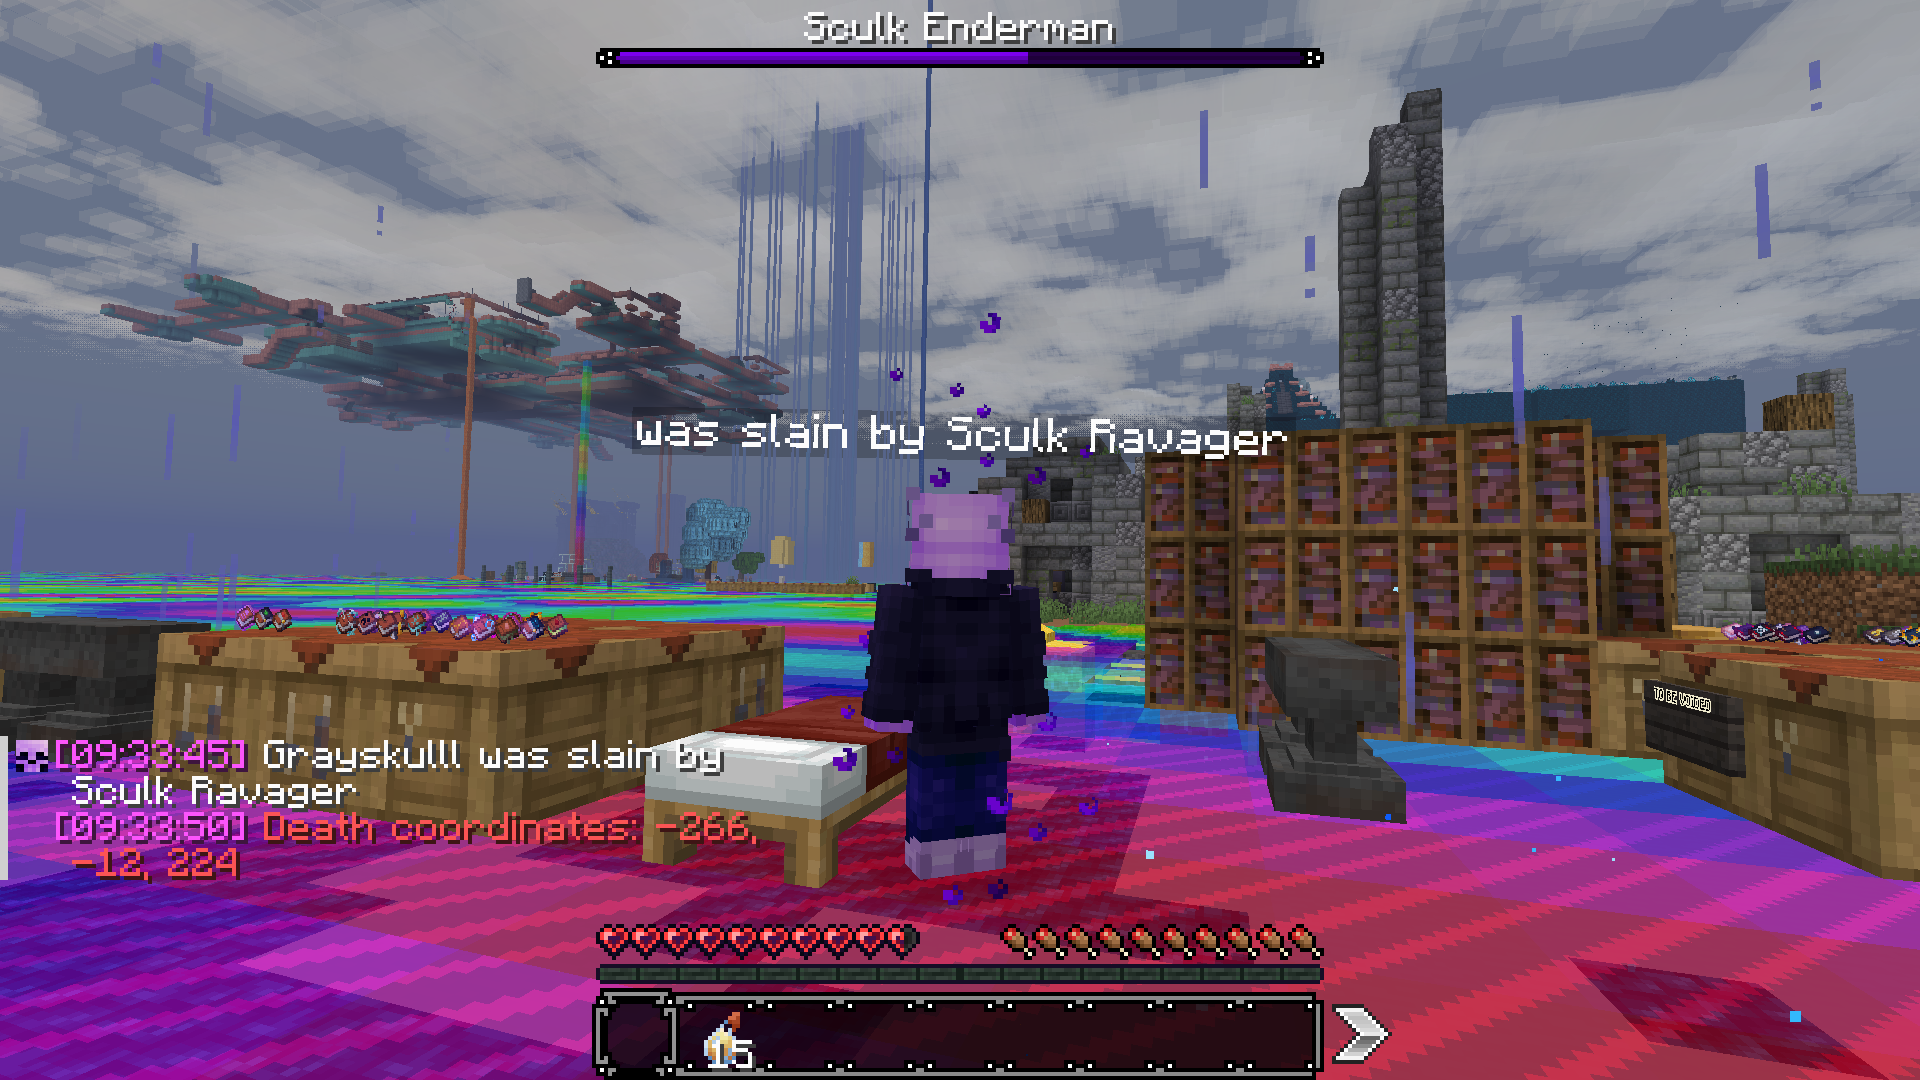 Sculk Enderman
was slain by Sculk Ravager
TO BE VOIDED
[09:33:45] Grayskulll was slain by
Sculk Ravager
[09:33:50] Death coordinates: -266,
-12, 224
15